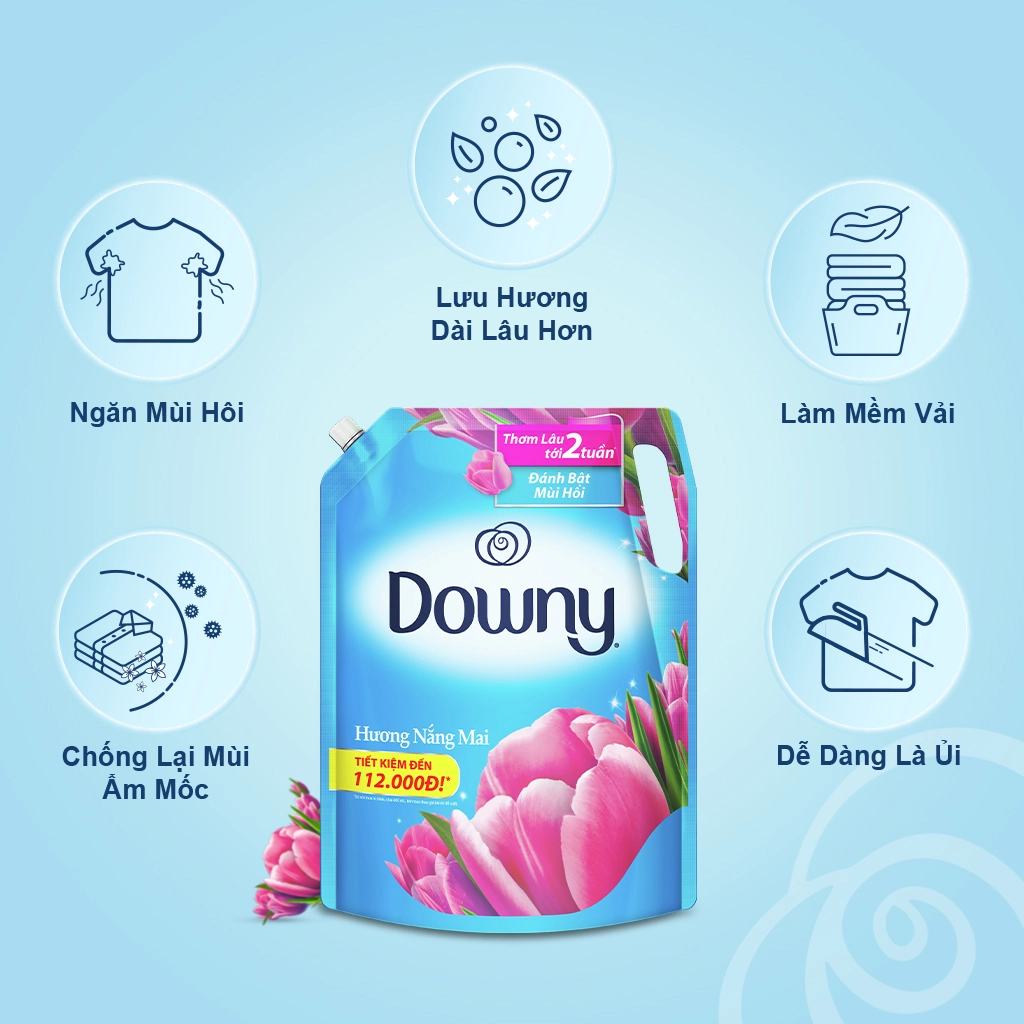 Lưu Hương
Dài Lâu Hơn
Ngăn Mùi Hôi
Làm Mềm Vải
Thơm Lâu
tới 2 tuần
Đánh Bật
Mùi Hôi
Downy
Hương Nắng Mai
TIẾT KIỆM ĐẾN
112.000Đ!*
Chống Lại Mùi
Ẩm Mốc
Dễ Dàng Là Ủi